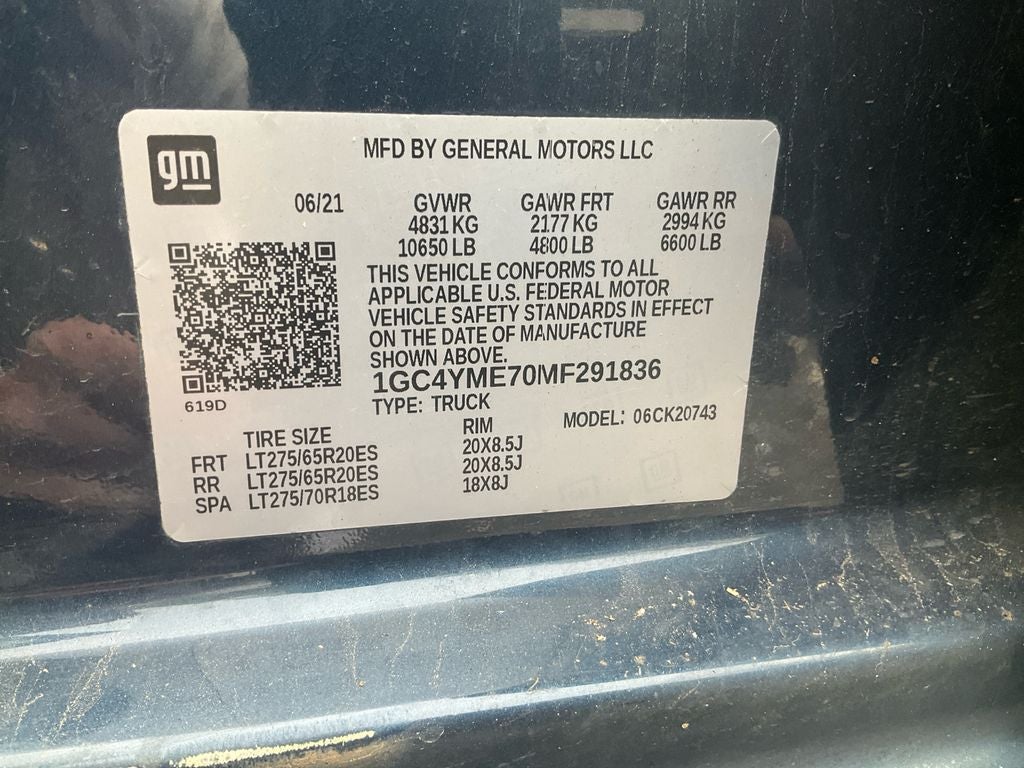 gm
MFD BY GENERAL MOTORS LLC
06/21 GVWR GAWR FRT GAWR RR
4831 KG 2177 KG 2994 KG
10650 LB 4800 LB 6600 LB
THIS VEHICLE CONFORMS TO ALL
APPLICABLE U.S. FEDERAL MOTOR
VEHICLE SAFETY STANDARDS IN EFFECT
ON THE DATE OF MANUFACTURE
SHOWN ABOVE.
1GC4YME70MF291836
619D
TYPE: TRUCK MODEL: 06CK20743
TIRE SIZE RIM
FRT LT275/65R20ES 20X8.5J
RR LT275/65R20ES 20X8.5J
SPA LT275/70R18ES 18X8J